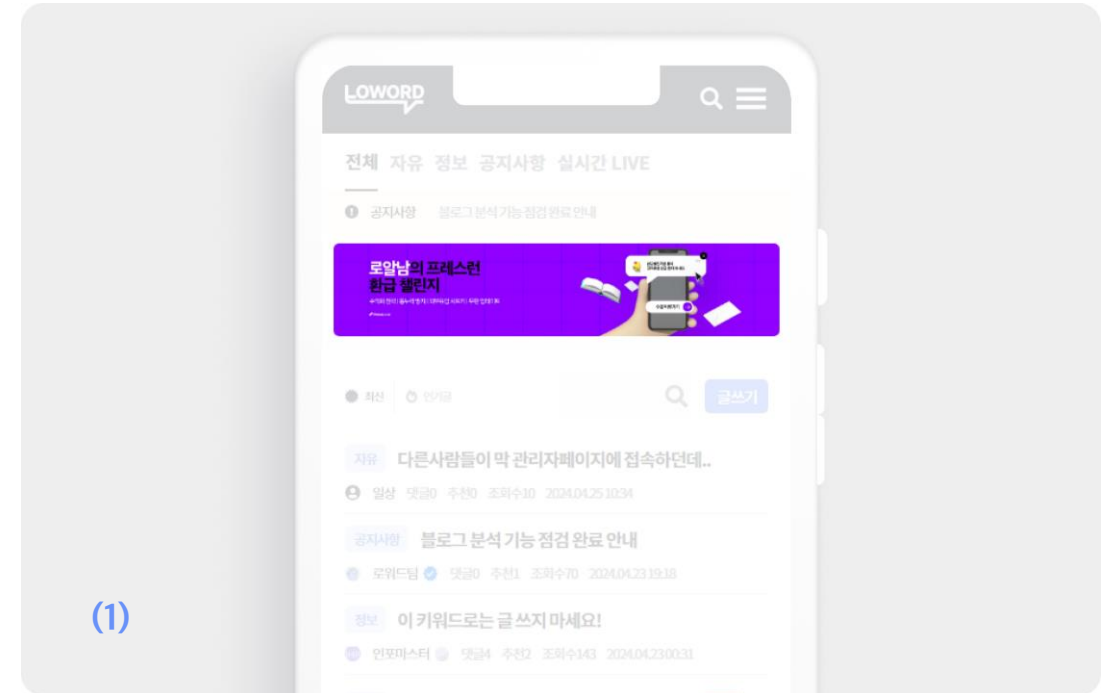 LOWORD
전체 자유 정보 공지사항 실시간 LIVE
공지사항 블로그 분석 기능 점검 완료 안내
로알남의 프레스런
환급 챌린지
최신 인기글
글쓰기
자유 다른사람들이 막 관리자페이지에 접속하던데..
일상 댓글0 추천0 조회수10 2024.04.25 10:34
공지사항 블로그 분석 기능 점검 완료 안내
로워드팀 댓글0 추천1 조회수70 2024.04.23 19:18
정보 이 키워드로는 글 쓰지 마세요!
인포마스터 댓글4 추천2 조회수143 2024.04.23 00:31
(1)